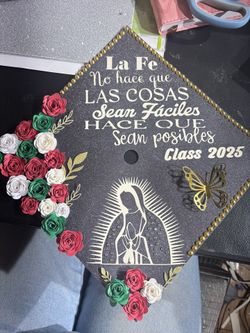 La Fe
No hace que
LAS COSAS
Sean Fáciles
HACE QUE
Sean posibles
Class 2025